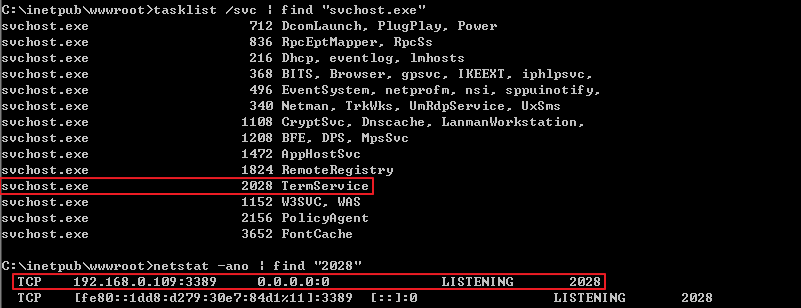 C:\inetpub\wwwroot>tasklist /svc | find "svchost.exe"
svchost.exe 712 DcomLaunch, PlugPlay, Power
svchost.exe 836 RpcEptMapper, RpcSs
svchost.exe 216 Dhcp, eventlog, lmhosts
svchost.exe 368 BITS, Browser, gpsvc, IKEEXT, iphlpsvc,
svchost.exe 496 EventSystem, netprofm, nsi, sppuinotify,
svchost.exe 340 Netman, TrkWks, UmRdpService, UxSms
svchost.exe 1108 CryptSvc, Dnscache, LanmanWorkstation,
svchost.exe 1208 BFE, DPS, MpsSvc
svchost.exe 1472 AppHostSvc
svchost.exe 1824 RemoteRegistry
svchost.exe 2028 TermService
svchost.exe 1152 W3SVC, WAS
svchost.exe 2156 PolicyAgent
svchost.exe 3652 FontCache
C:\inetpub\wwwroot>netstat -ano | find "2028"
TCP 192.168.0.109:3389 0.0.0.0:0 LISTENING 2028
TCP [fe80::1dd8:d279:30e7:84d1%11]:3389 [::]:0 LISTENING 2028